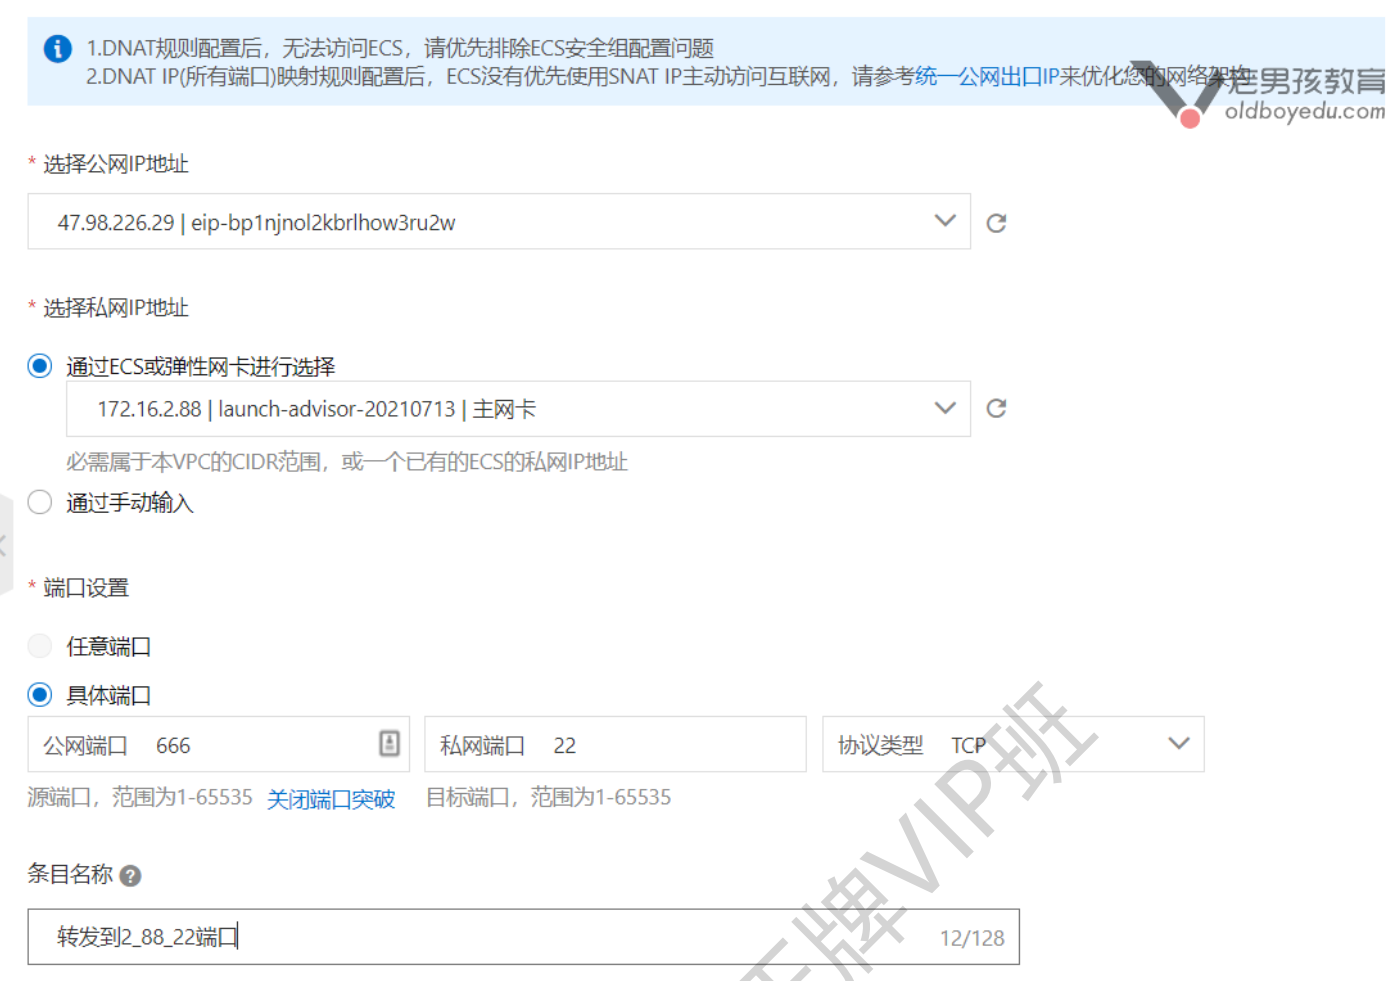 1.DNAT规则配置后，无法访问ECS，请优先排除ECS安全组配置问题
2.DNAT IP(所有端口)映射规则配置后，ECS没有优先使用SNAT IP主动访问互联网，请参考统一公网出口IP来优化您的网络架构
老男孩教育
oldboyedu.com
* 选择公网IP地址
47.98.226.29 | eip-bp1njnol2kbrlhow3ru2w
* 选择私网IP地址
通过ECS或弹性网卡进行选择
172.16.2.88 | launch-advisor-20210713 | 主网卡
必需属于本VPC的CIDR范围，或一个已有的ECS的私网IP地址
通过手动输入
* 端口设置
任意端口
具体端口
公网端口 666 私网端口 22 协议类型 TCP
源端口，范围为1-65535 关闭端口突破 目标端口，范围为1-65535
条目名称
转发到2_88_22端口 12/128
王牌VIP班